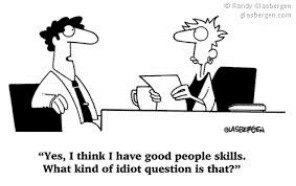 © Randy Glasbergen
glasbergen.com
GLASBERGEN
“Yes, I think I have good people skills.
What kind of idiot question is that?”